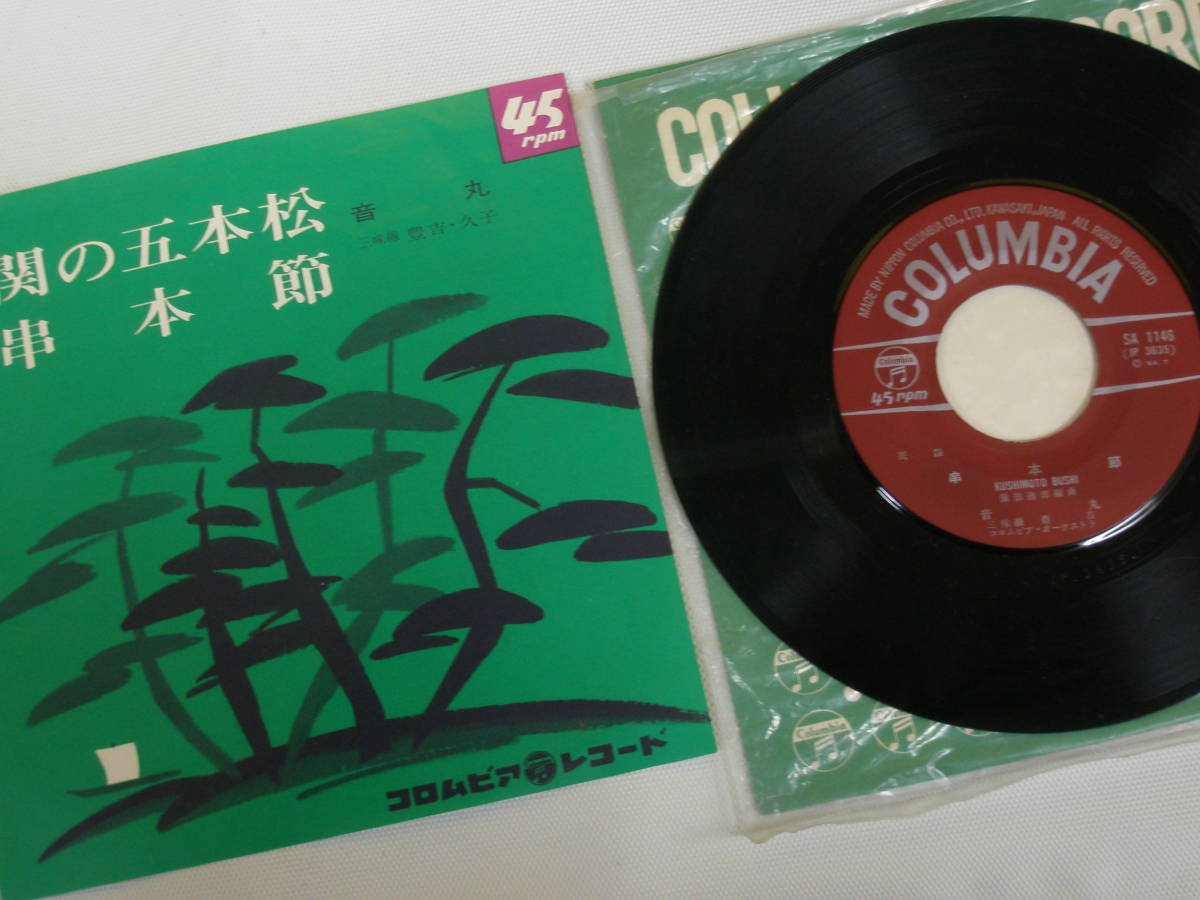 45
rpm
関の五本松
串本節
音丸
三味線 豊吉・久子
コロムビア レコード
COLUMBIA
MADE BY NIPPON COLUMBIA CO., LTD. KAWASAKI, JAPAN ALL RIGHTS RESERVED
SA 1146
(JP 3635)
Columbia
45 rpm
串本節
KUSHIMOTO BUSHI
音丸
コロムビア・オーケストラ
Columbia
Columbia